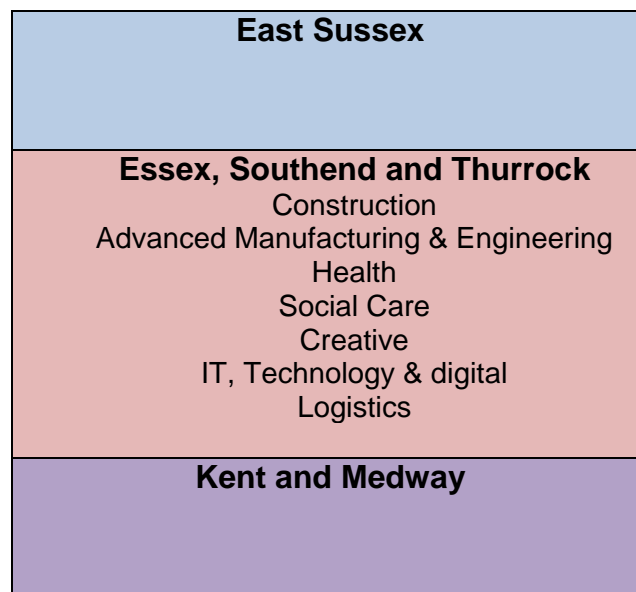 East Sussex
Essex, Southend and Thurrock
Construction
Advanced Manufacturing & Engineering
Health
Social Care
Creative
IT, Technology & digital
Logistics
Kent and Medway